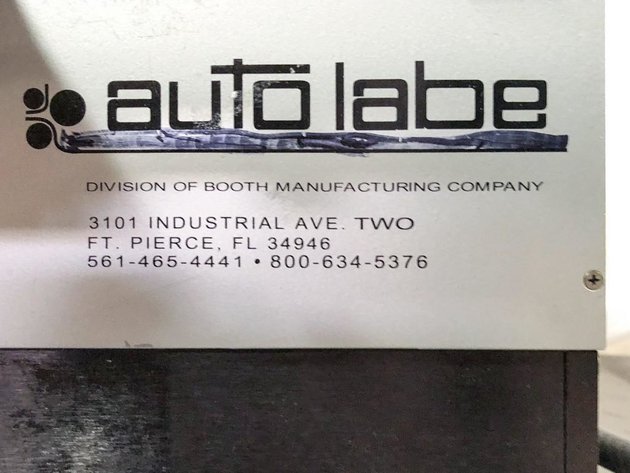 auto labe
DIVISION OF BOOTH MANUFACTURING COMPANY
3101 INDUSTRIAL AVE. TWO
FT. PIERCE, FL 34946
561-465-4441 • 800-634-5376